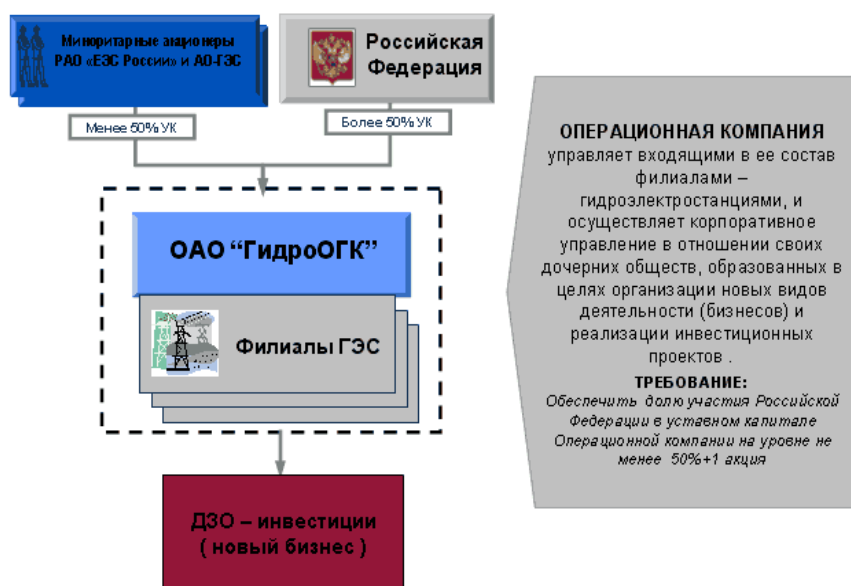 Миноритарные акционеры
РАО «ЕЭС России» и АО-ГЭС
Российская
Федерация
Менее 50% УК
Более 50% УК
ОАО “ГидроОГК”
Филиалы ГЭС
ДЗО – инвестиции
( новый бизнес )
ОПЕРАЦИОННАЯ КОМПАНИЯ
управляет входящими в ее состав
филиалами –
гидроэлектростанциями, и
осуществляет корпоративное
управление в отношении своих
дочерних обществ, образованных в
целях организации новых видов
деятельности (бизнесов) и
реализации инвестиционных
проектов .
ТРЕБОВАНИЕ:
Обеспечить долю участия Российской
Федерации в уставном капитале
Операционной компании на уровне не
менее 50%+1 акция